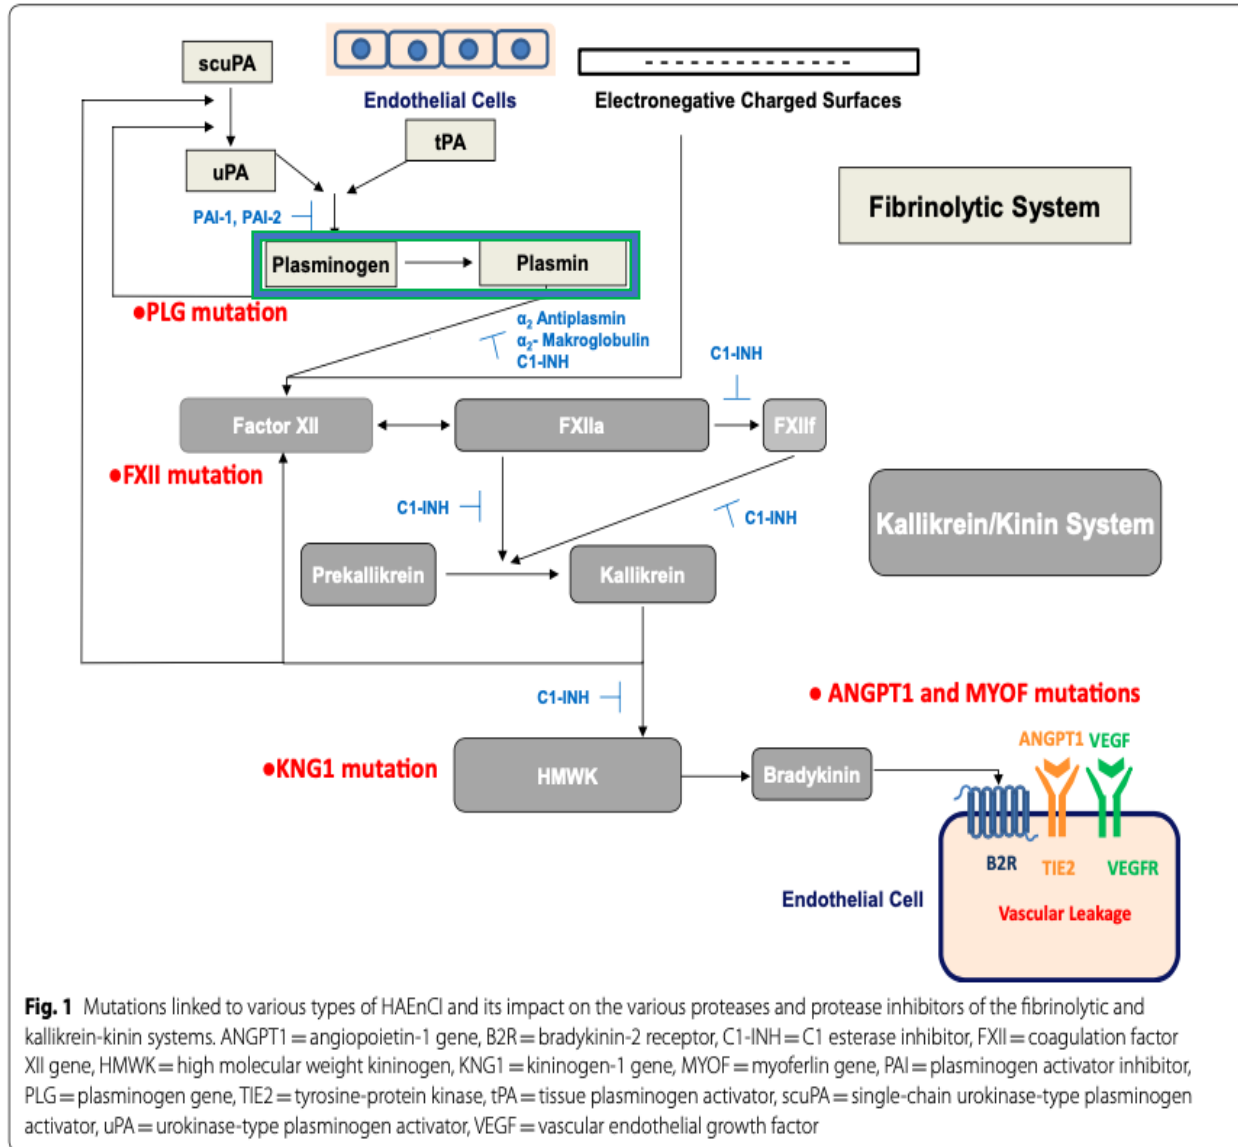 scuPA
Endothelial Cells
Electronegative Charged Surfaces
tPA
uPA
Fibrinolytic System
PAI-1, PAI-2
Plasminogen
Plasmin
●PLG mutation
α₂ Antiplasmin
α₂- Makroglobulin
C1-INH
C1-INH
Factor XII
FXIIa
FXIIf
●FXII mutation
C1-INH
C1-INH
Kallikrein/Kinin System
Prekallikrein
Kallikrein
C1-INH
● ANGPT1 and MYOF mutations
ANGPT1 VEGF
●KNG1 mutation
HMWK
Bradykinin
B2R
TIE2
VEGFR
Endothelial Cell
Vascular Leakage
Fig. 1 Mutations linked to various types of HAEnCI and its impact on the various proteases and protease inhibitors of the fibrinolytic and
kallikrein-kinin systems. ANGPT1 = angiopoietin-1 gene, B2R = bradykinin-2 receptor, C1-INH = C1 esterase inhibitor, FXII = coagulation factor
XII gene, HMWK = high molecular weight kininogen, KNG1 = kininogen-1 gene, MYOF = myoferlin gene, PAI = plasminogen activator inhibitor,
PLG = plasminogen gene, TIE2 = tyrosine-protein kinase, tPA = tissue plasminogen activator, scuPA = single-chain urokinase-type plasminogen
activator, uPA = urokinase-type plasminogen activator, VEGF = vascular endothelial growth factor